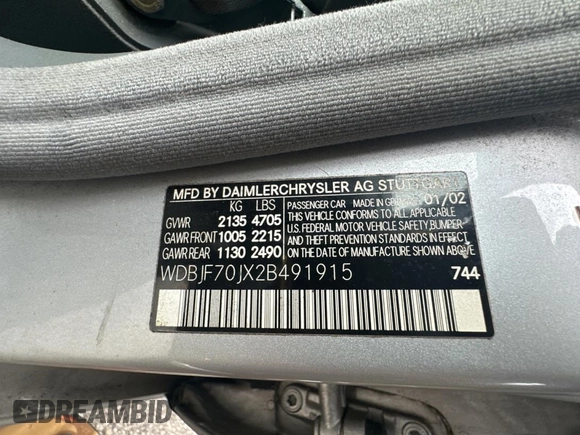 MFD BY DAIMLERCHRYSLER AG STUTTGART
KG LBS
GVWR 2135 4705
GAWR FRONT 1005 2215
GAWR REAR 1130 2490
PASSENGER CAR MADE IN 01/02
THIS VEHICLE CONFORMS TO ALL APPLICABLE
U.S. FEDERAL MOTOR VEHICLE SAFETY, BUMPER
AND THEFT PREVENTION STANDARDS IN EFFECT
ON THE DATE OF MANUFACTURE SHOWN ABOVE
WDBJF70JX2B491915
744
DREAMBID